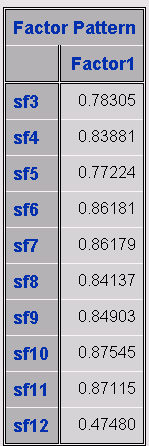 Factor Pattern
Factor1
sf3 0.78305
sf4 0.83881
sf5 0.77224
sf6 0.86181
sf7 0.86179
sf8 0.84137
sf9 0.84903
sf10 0.87545
sf11 0.87115
sf12 0.47480